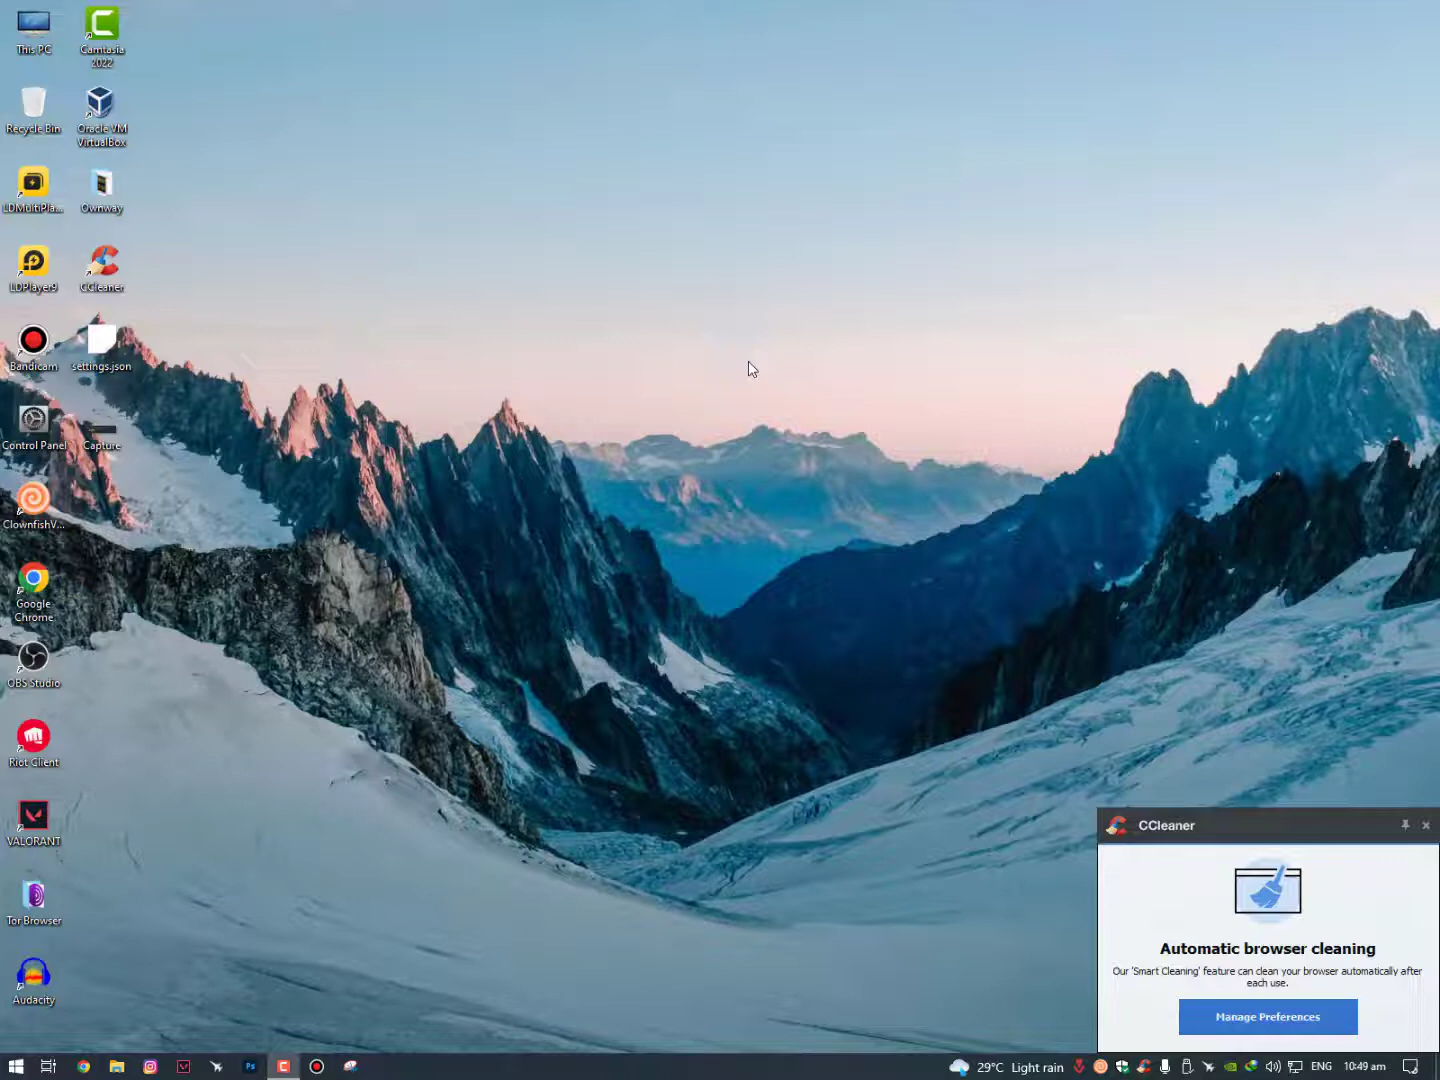 This PC
Camtasia
2022
Recycle Bin
Oracle VM
VirtualBox
LDMultiPla...
Ownway
LDPlayer9
CCleaner
Bandicam
settings.json
Control Panel
Capture
ClownfishV...
Google
Chrome
OBS Studio
Riot Client
VALORANT
Tor Browser
Audacity
CCleaner
Automatic browser cleaning
Our 'Smart Cleaning' feature can clean your browser automatically after
each use.
Manage Preferences
Ps
29°C Light rain
ENG
10:49 am